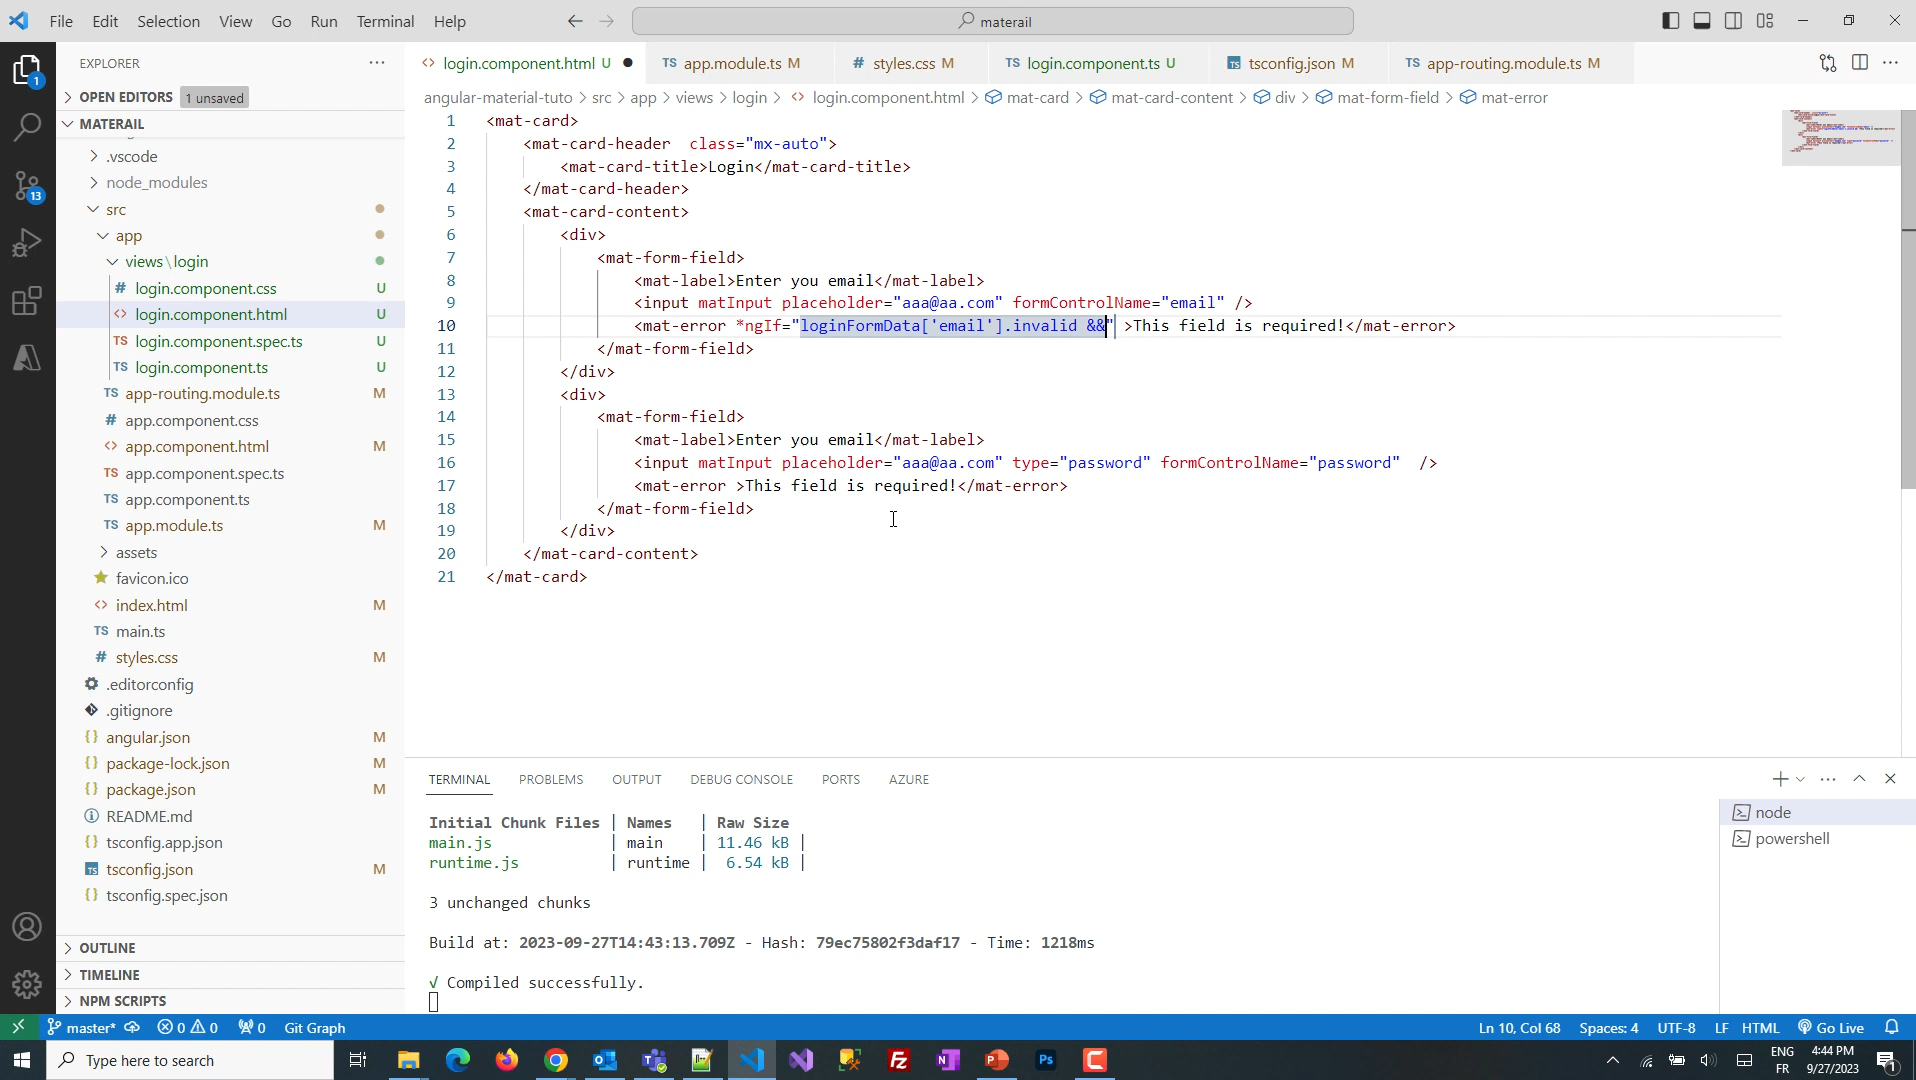 File Edit Selection View Go Run Terminal Help
materail
EXPLORER
OPEN EDITORS 1 unsaved
MATERAIL
.vscode
node_modules
src
app
views\login
login.component.css U
login.component.html U
login.component.spec.ts U
login.component.ts U
app-routing.module.ts M
app.component.css
app.component.html M
app.component.spec.ts
app.component.ts
app.module.ts M
assets
favicon.ico
index.html M
main.ts
styles.css M
.editorconfig
.gitignore
angular.json M
package-lock.json M
package.json M
README.md
tsconfig.app.json
tsconfig.json M
tsconfig.spec.json
OUTLINE
TIMELINE
NPM SCRIPTS
login.component.html U app.module.ts M styles.css M login.component.ts U tsconfig.json M app-routing.module.ts M
angular-material-tuto > src > app > views > login > login.component.html > mat-card > mat-card-content > div > mat-form-field > mat-error
1 <mat-card>
2 <mat-card-header  class="mx-auto">
3 <mat-card-title>Login</mat-card-title>
4 </mat-card-header>
5 <mat-card-content>
6 <div>
7 <mat-form-field>
8 <mat-label>Enter you email</mat-label>
9 <input matInput placeholder="aaa@aa.com" formControlName="email" />
10 <mat-error *ngIf="loginFormData['email'].invalid &&" >This field is required!</mat-error>
11 </mat-form-field>
12 </div>
13 <div>
14 <mat-form-field>
15 <mat-label>Enter you email</mat-label>
16 <input matInput placeholder="aaa@aa.com" type="password" formControlName="password"  />
17 <mat-error >This field is required!</mat-error>
18 </mat-form-field>
19 </div>
20 </mat-card-content>
21 </mat-card>
TERMINAL PROBLEMS OUTPUT DEBUG CONSOLE PORTS AZURE
Initial Chunk Files | Names | Raw Size
main.js | main | 11.46 kB |
runtime.js | runtime | 6.54 kB |
3 unchanged chunks
Build at: 2023-09-27T14:43:13.709Z - Hash: 79ec75802f3daf17 - Time: 1218ms
√ Compiled successfully.
node
powershell
master* 0 0 0 Git Graph Ln 10, Col 68 Spaces: 4 UTF-8 LF HTML Go Live
Type here to search
ENG
FR
4:44 PM
9/27/2023